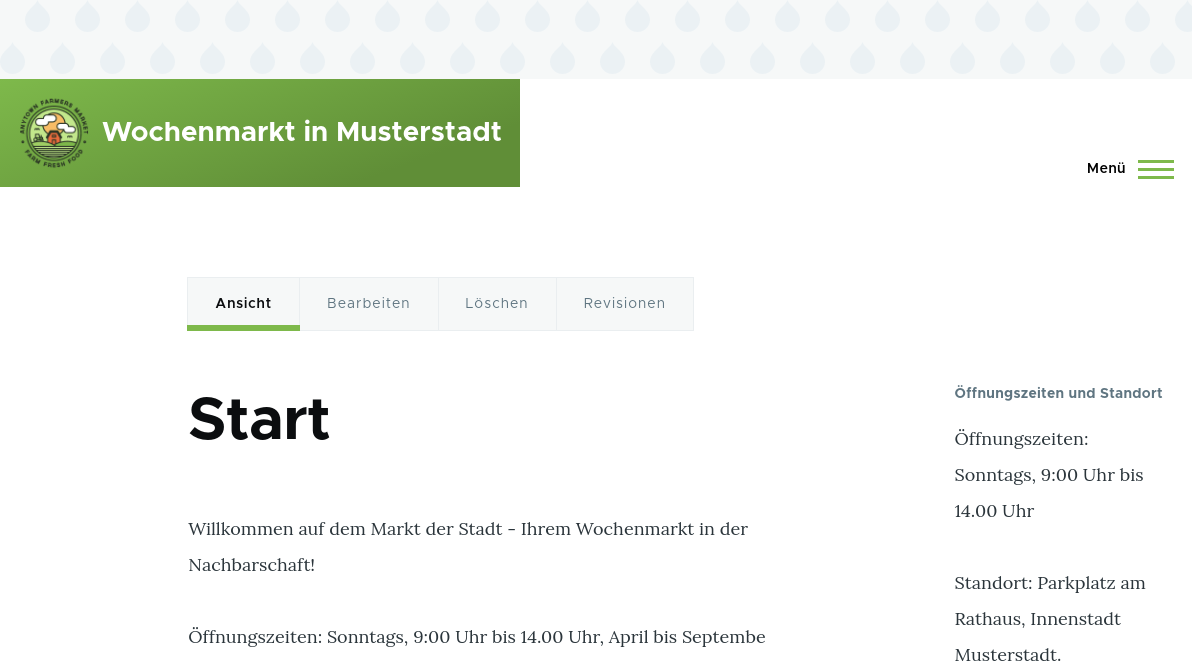 ANYTOWN FARMERS MARKET
FARM FRESH FOOD
Wochenmarkt in Musterstadt
Menü
Ansicht
Bearbeiten
Löschen
Revisionen
Start
Willkommen auf dem Markt der Stadt - Ihrem Wochenmarkt in der
Nachbarschaft!
Öffnungszeiten: Sonntags, 9:00 Uhr bis 14.00 Uhr, April bis Septembe
Öffnungszeiten und Standort
Öffnungszeiten:
Sonntags, 9:00 Uhr bis
14.00 Uhr
Standort: Parkplatz am
Rathaus, Innenstadt
Musterstadt.